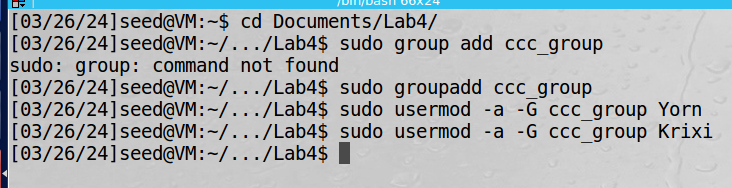 /bin/bash 66x24
[03/26/24]seed@VM:~$ cd Documents/Lab4/
[03/26/24]seed@VM:~/.../Lab4$ sudo group add ccc_group
sudo: group: command not found
[03/26/24]seed@VM:~/.../Lab4$ sudo groupadd ccc_group
[03/26/24]seed@VM:~/.../Lab4$ sudo usermod -a -G ccc_group Yorn
[03/26/24]seed@VM:~/.../Lab4$ sudo usermod -a -G ccc_group Krixi
[03/26/24]seed@VM:~/.../Lab4$